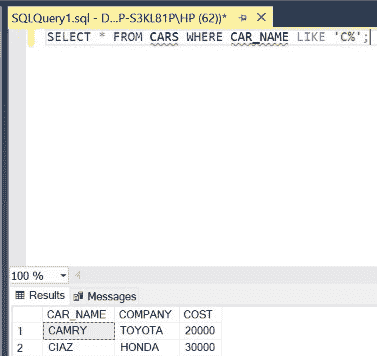 SQLQuery1.sql - D...P-S3KL81P\HP (62))*
SELECT * FROM CARS WHERE CAR_NAME LIKE 'C%';
100 %
Results Messages
CAR_NAME COMPANY COST
1 CAMRY TOYOTA 20000
2 CIAZ HONDA 30000